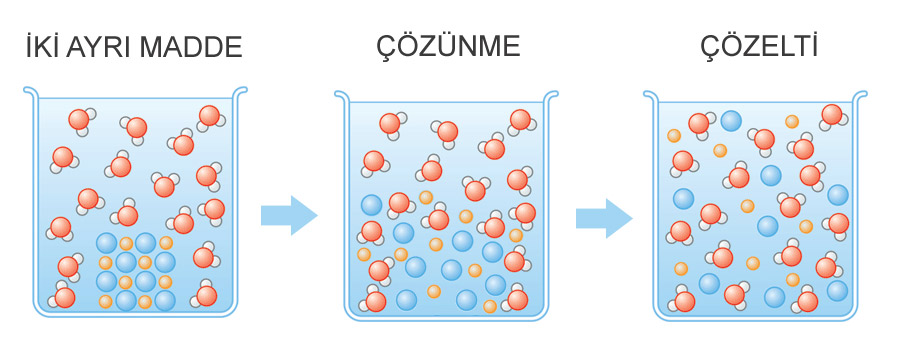 İKİ AYRI MADDE
ÇÖZÜNME
ÇÖZELTİ